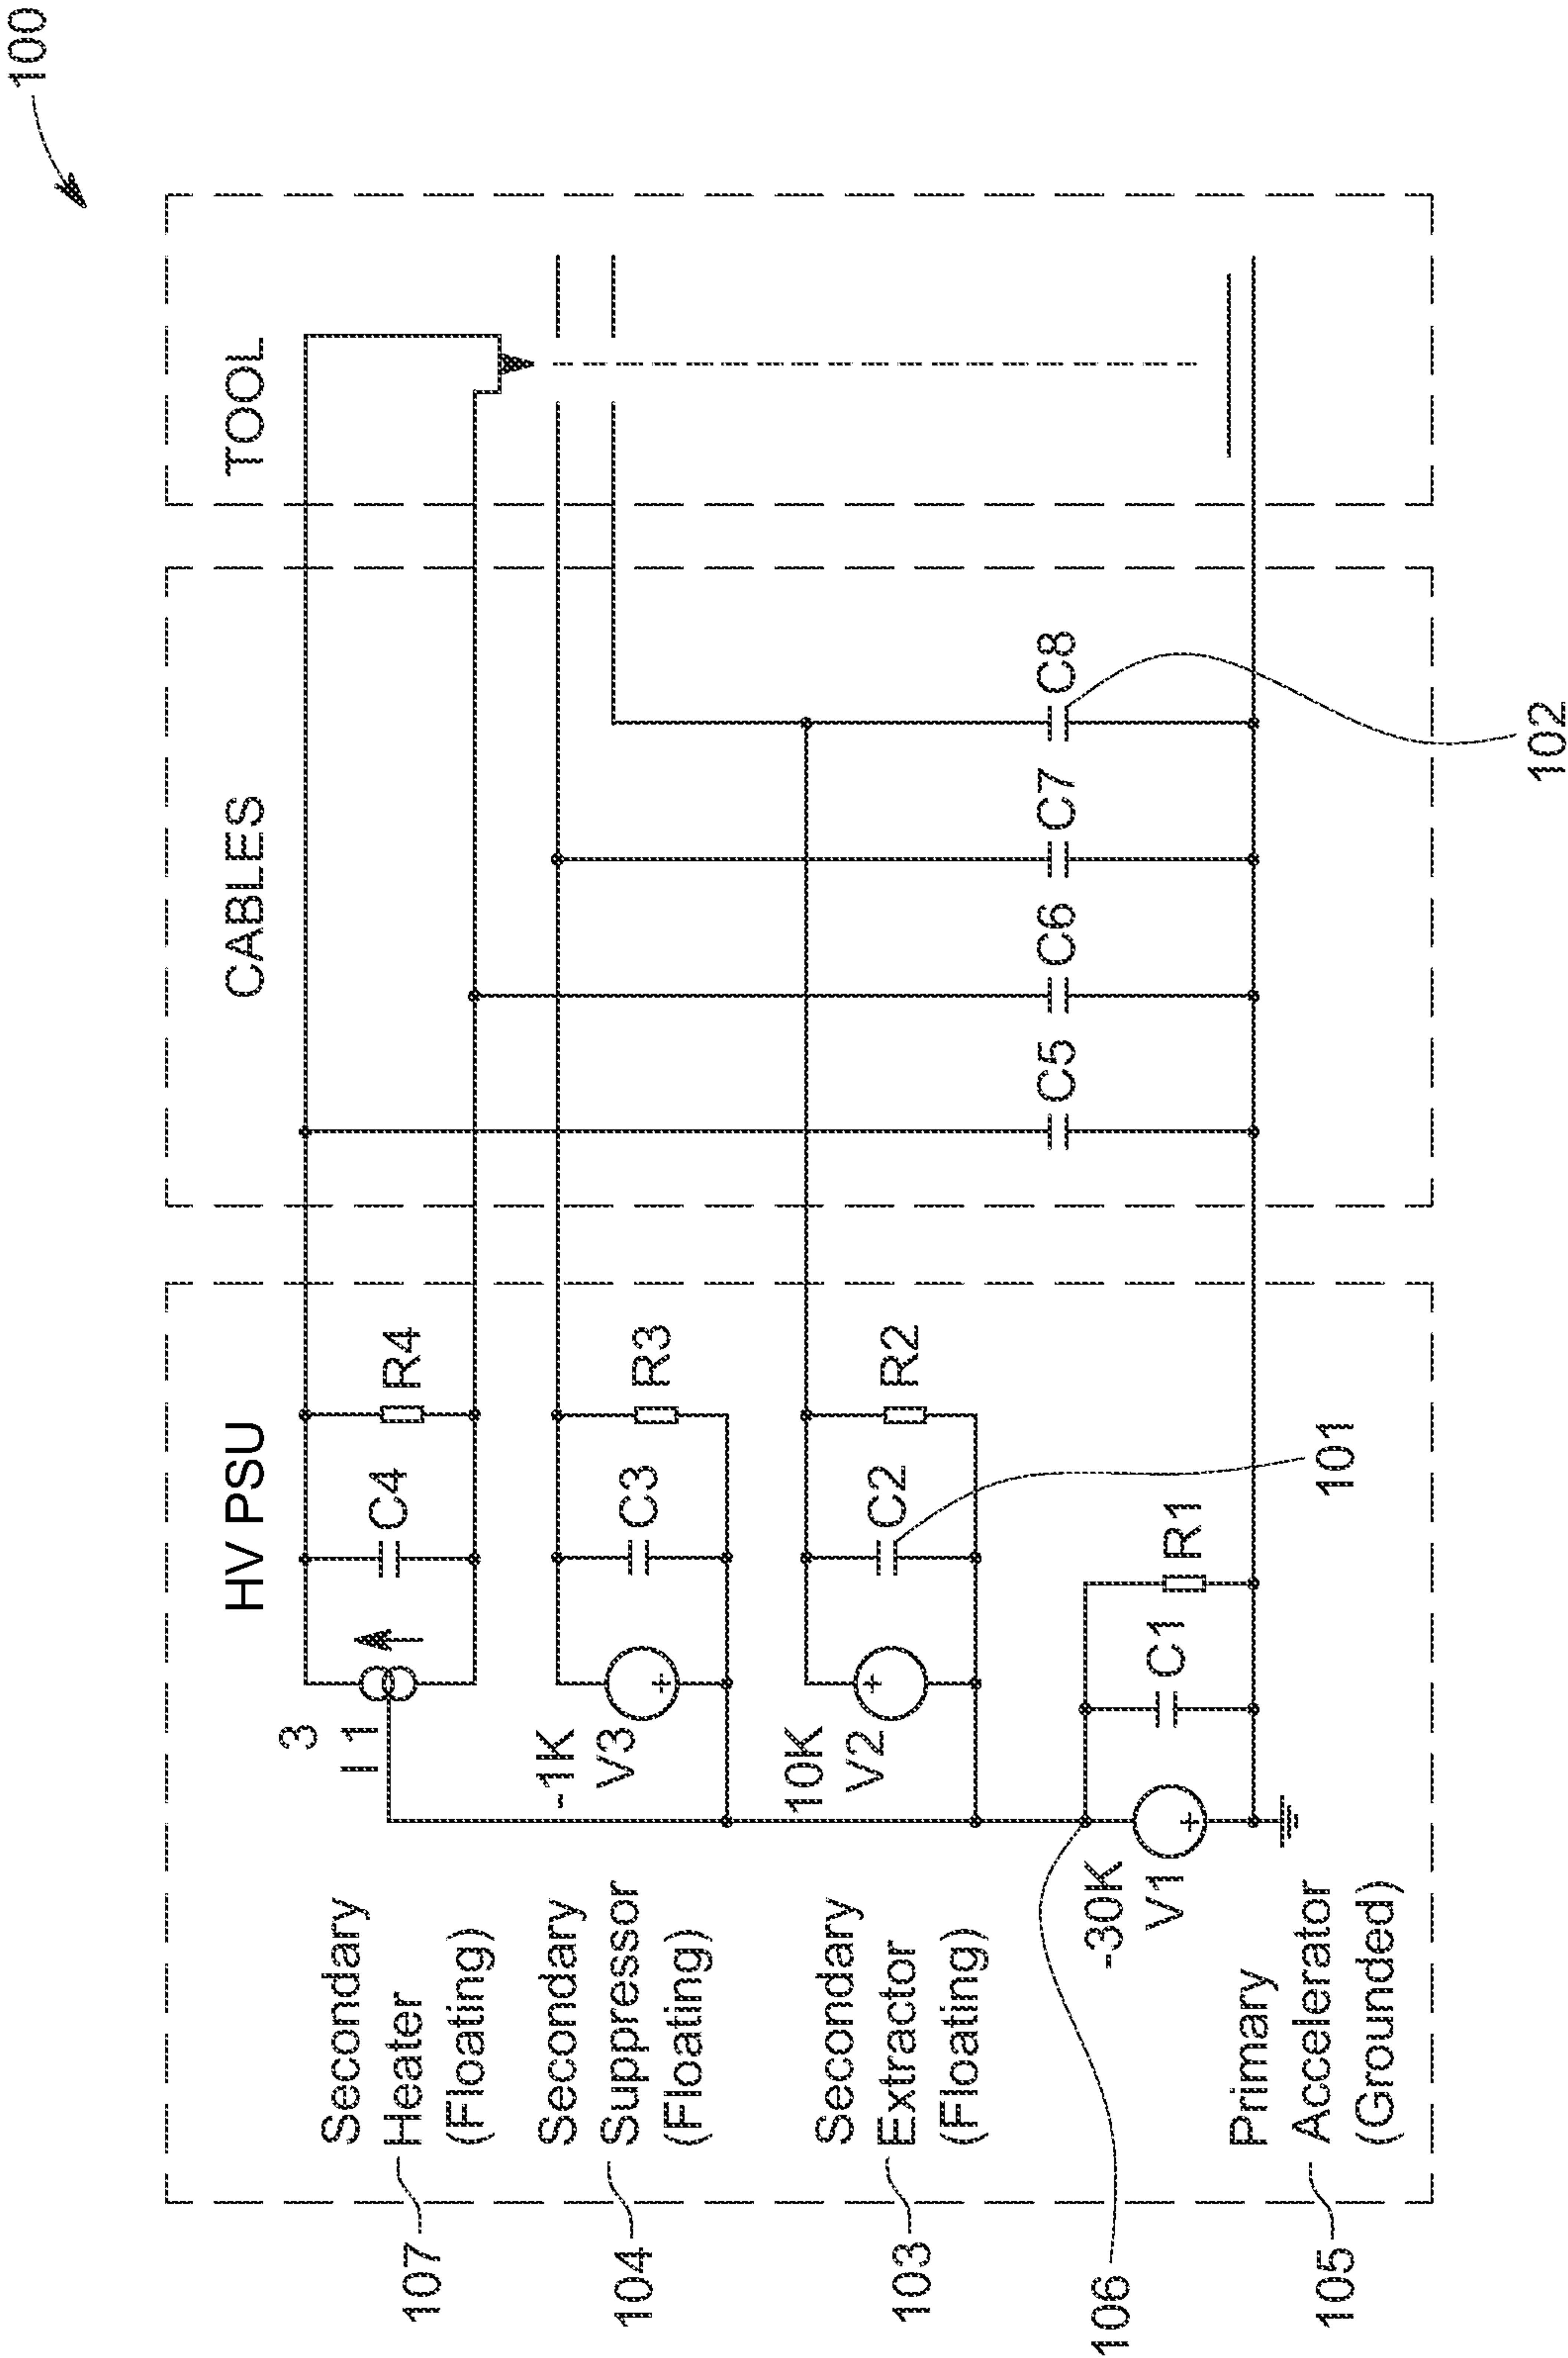 100
HV PSU
CABLES
TOOL
107
Secondary
Heater
(Floating)
3
I 1
C4
R4
104
Secondary
Suppressor
(Floating)
-1K
V3
C3
R3
103
Secondary
Extractor
(Floating)
10K
V2
C2
R2
101
106
105
Primary
Accelerator
(Grounded)
-30K
V1
C1
R1
C5
C6
C7
C8
102